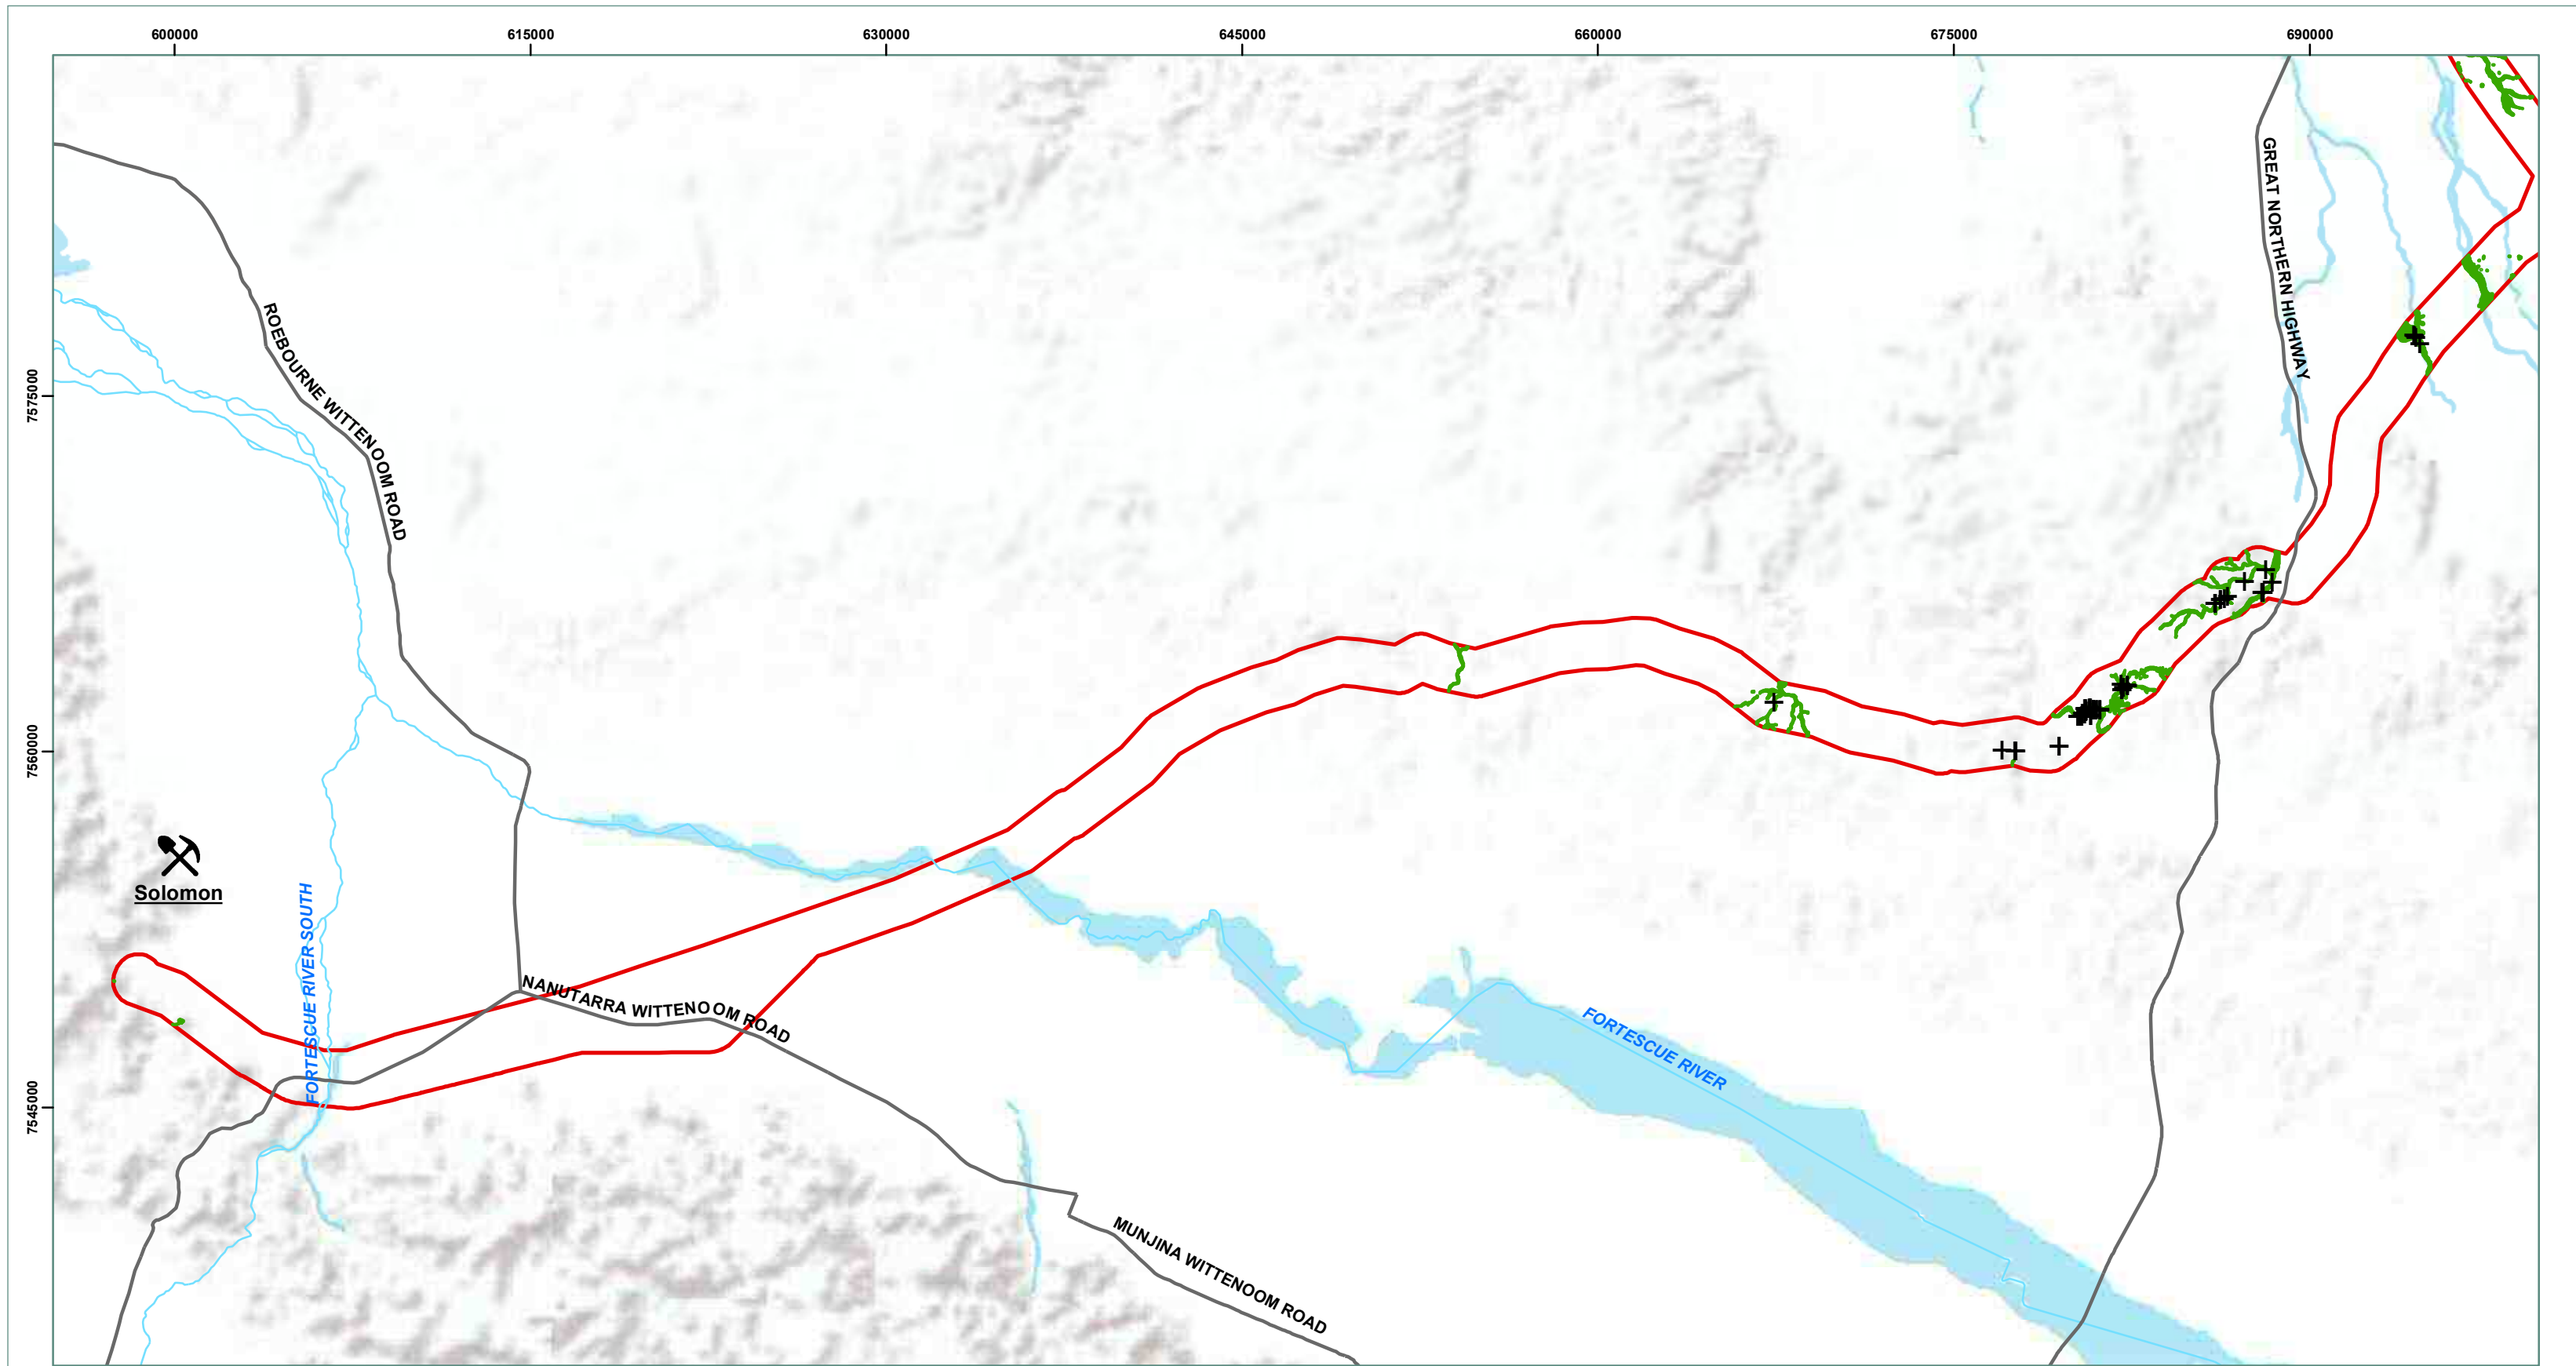 600000
615000
630000
645000
660000
675000
690000
7575000
7560000
7545000
GREAT NORTHERN HIGHWAY
ROEBOURNE WITTENOOM ROAD
Solomon
FORTESCUE RIVER SOUTH
NANUTARRA WITTENOOM ROAD
FORTESCUE RIVER
MUNJINA WITTENOOM ROAD